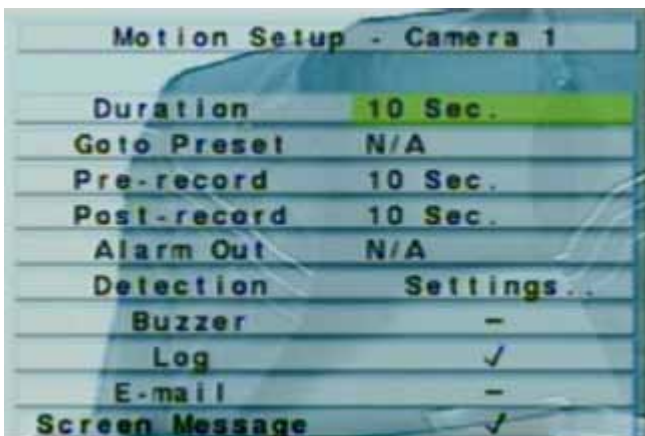 Motion Setup - Camera 1
Duration 10 Sec.
Goto Preset N/A
Pre-record 10 Sec.
Post-record 10 Sec.
Alarm Out N/A
Detection Settings..
Buzzer –
Log ✓
E-mail –
Screen Message ✓